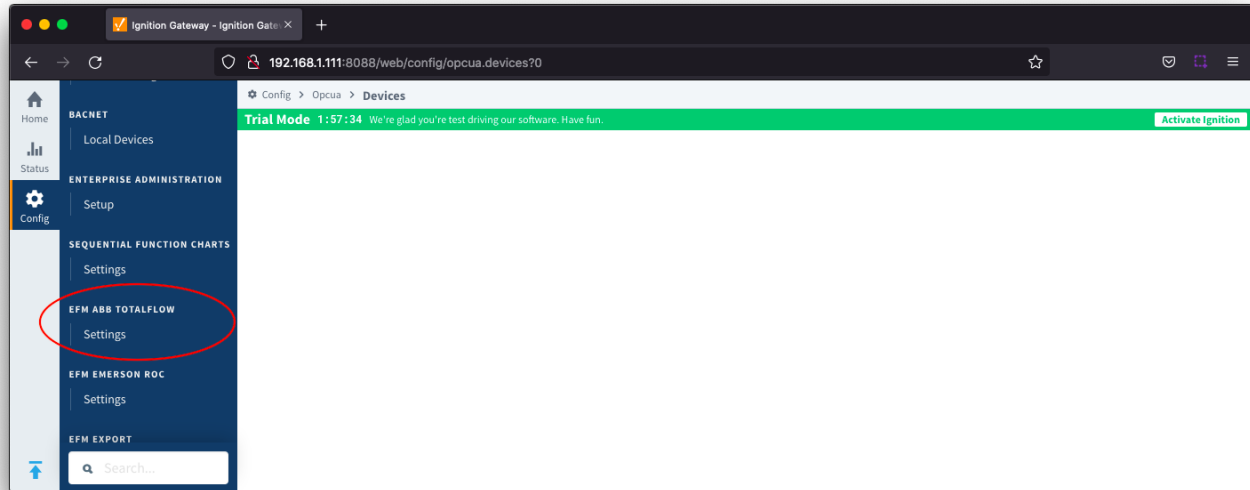 Ignition Gateway - Ignition Gate
192.168.1.111:8088/web/config/opcua.devices?0
Home
Status
Config
BACNET
Local Devices
ENTERPRISE ADMINISTRATION
Setup
SEQUENTIAL FUNCTION CHARTS
Settings
EFM ABB TOTALFLOW
Settings
EFM EMERSON ROC
Settings
EFM EXPORT
Search...
Config > Opcua > Devices
Trial Mode 1:57:34 We're glad you're test driving our software. Have fun.
Activate Ignition